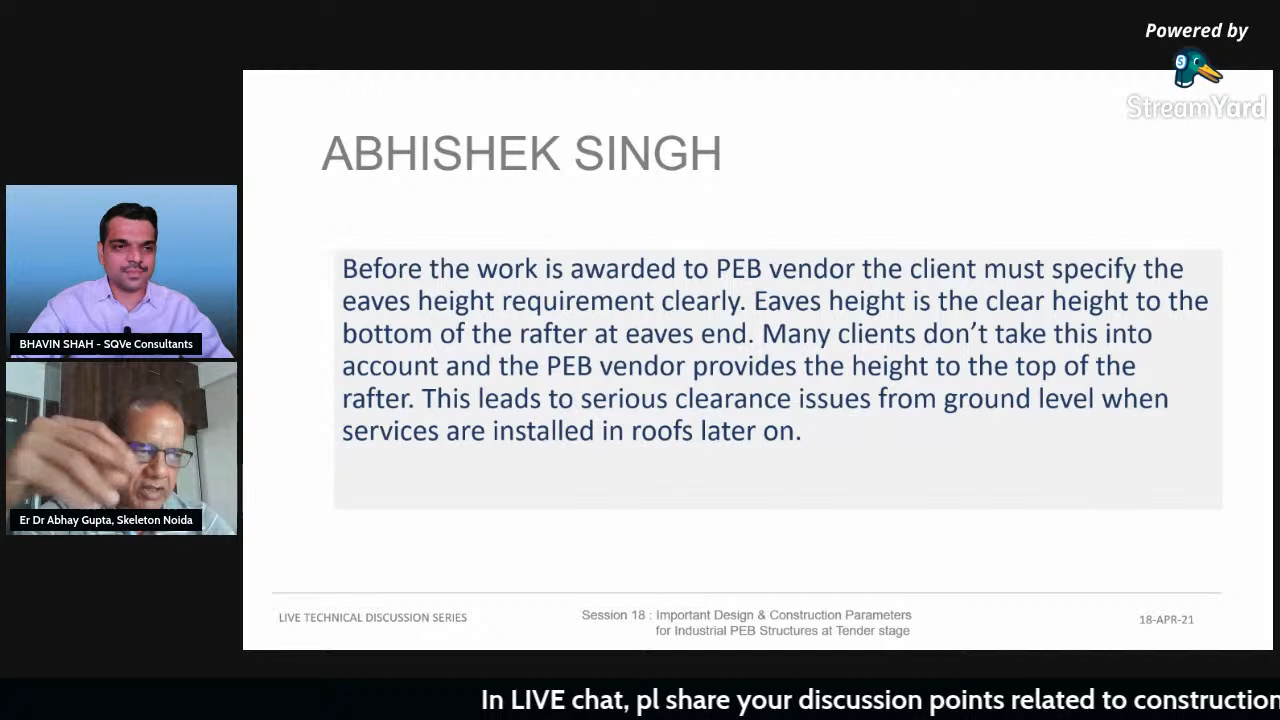 Powered by
StreamYard
ABHISHEK SINGH
Before the work is awarded to PEB vendor the client must specify the
eaves height requirement clearly. Eaves height is the clear height to the
bottom of the rafter at eaves end. Many clients don’t take this into
account and the PEB vendor provides the height to the top of the
rafter. This leads to serious clearance issues from ground level when
services are installed in roofs later on.
BHAVIN SHAH - SQVe Consultants
Er Dr Abhay Gupta, Skeleton Noida
LIVE TECHNICAL DISCUSSION SERIES
Session 18 : Important Design & Construction Parameters
for Industrial PEB Structures at Tender stage
18-APR-21
In LIVE chat, pl share your discussion points related to construction